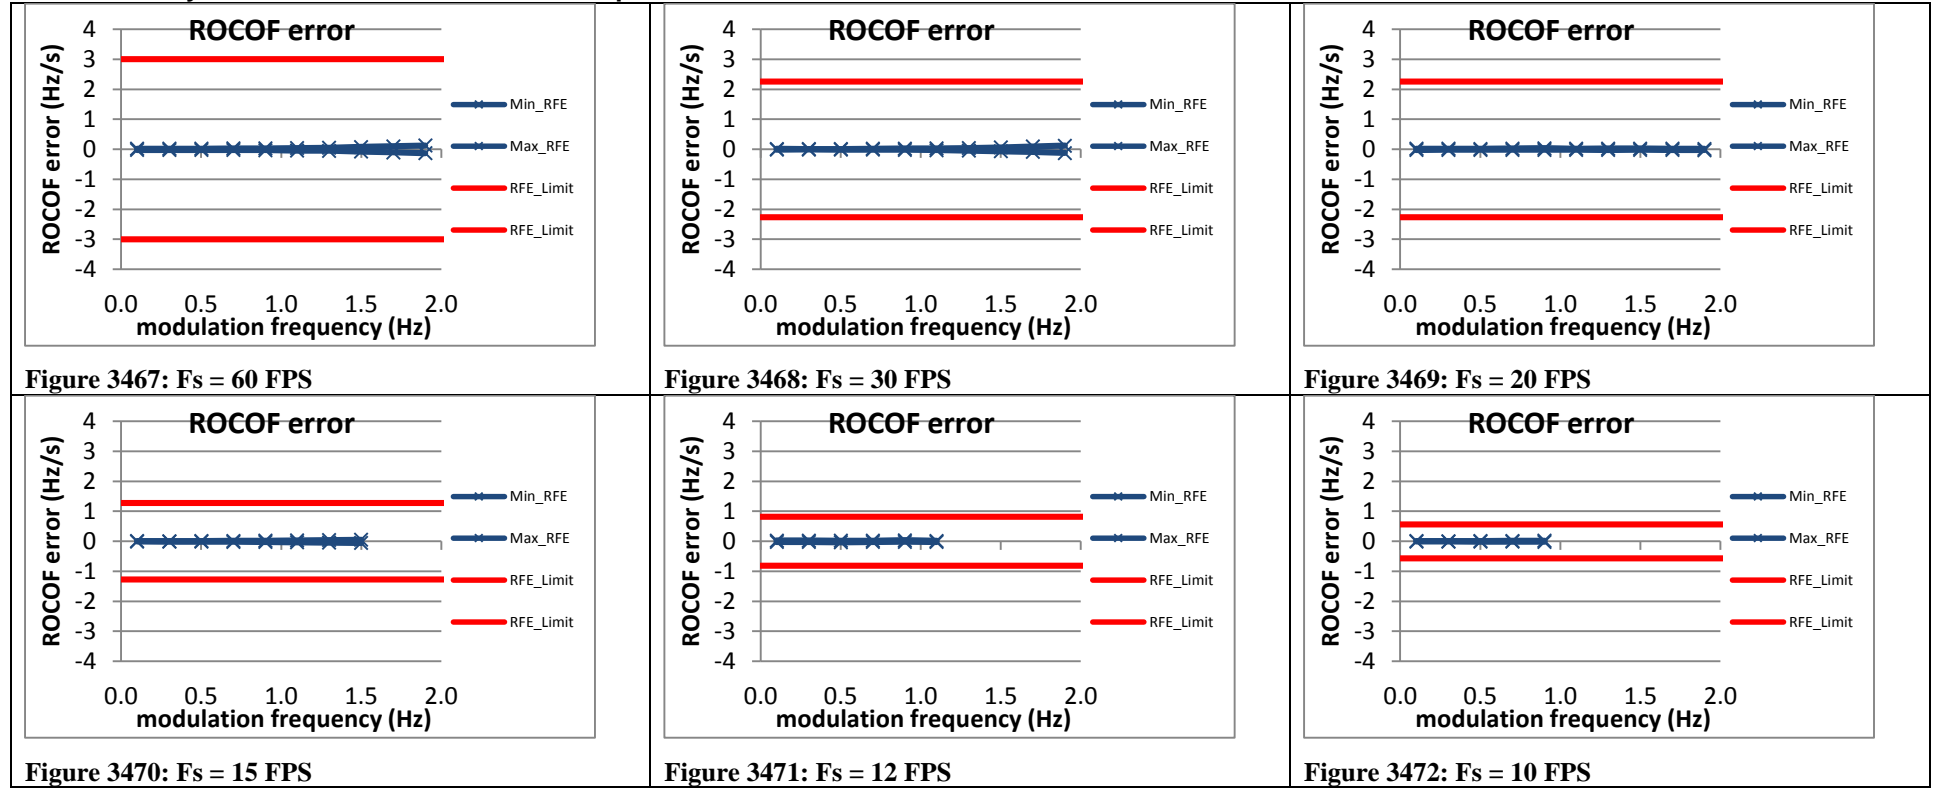 ROCOF error
4
3
2
1
0
-1
-2
-3
-4
ROCOF error (Hz/s)
0.0 0.5 1.0 1.5 2.0
modulation frequency (Hz)
Min_RFE
Max_RFE
RFE_Limit
RFE_Limit
Figure 3467: Fs = 60 FPS
ROCOF error
4
3
2
1
0
-1
-2
-3
-4
ROCOF error (Hz/s)
0.0 0.5 1.0 1.5 2.0
modulation frequency (Hz)
Min_RFE
Max_RFE
RFE_Limit
RFE_Limit
Figure 3468: Fs = 30 FPS
ROCOF error
4
3
2
1
0
-1
-2
-3
-4
ROCOF error (Hz/s)
0.0 0.5 1.0 1.5 2.0
modulation frequency (Hz)
Min_RFE
Max_RFE
RFE_Limit
RFE_Limit
Figure 3469: Fs = 20 FPS
ROCOF error
4
3
2
1
0
-1
-2
-3
-4
ROCOF error (Hz/s)
0.0 0.5 1.0 1.5 2.0
modulation frequency (Hz)
Min_RFE
Max_RFE
RFE_Limit
RFE_Limit
Figure 3470: Fs = 15 FPS
ROCOF error
4
3
2
1
0
-1
-2
-3
-4
ROCOF error (Hz/s)
0.0 0.5 1.0 1.5 2.0
modulation frequency (Hz)
Min_RFE
Max_RFE
RFE_Limit
RFE_Limit
Figure 3471: Fs = 12 FPS
ROCOF error
4
3
2
1
0
-1
-2
-3
-4
ROCOF error (Hz/s)
0.0 0.5 1.0 1.5 2.0
modulation frequency (Hz)
Min_RFE
Max_RFE
RFE_Limit
RFE_Limit
Figure 3472: Fs = 10 FPS